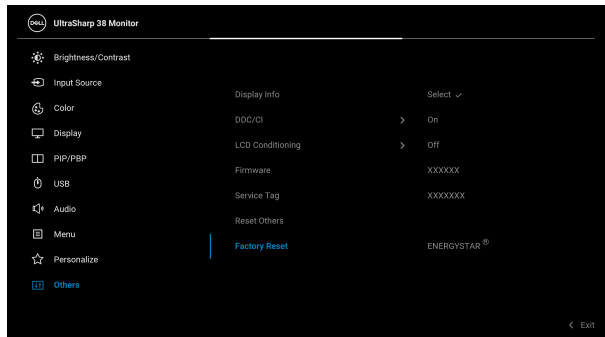 DELL UltraSharp 38 Monitor
Brightness/Contrast
Input Source
Color
Display
PIP/PBP
USB
Audio
Menu
Personalize
Others
Display Info Select ✓
DDC/CI > On
LCD Conditioning > Off
Firmware XXXXXX
Service Tag XXXXXXX
Reset Others
Factory Reset ENERGYSTAR ®
< Exit